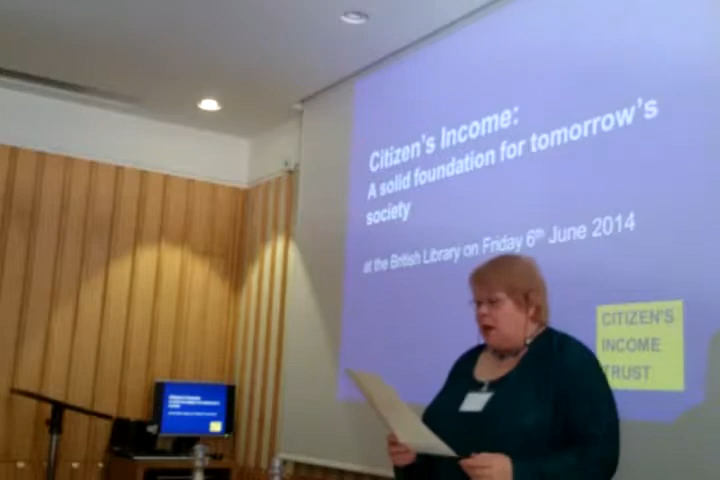 Citizen's Income:
A solid foundation for tomorrow's
society
at the British Library on Friday 6th June 2014
CITIZEN'S
INCOME
TRUST